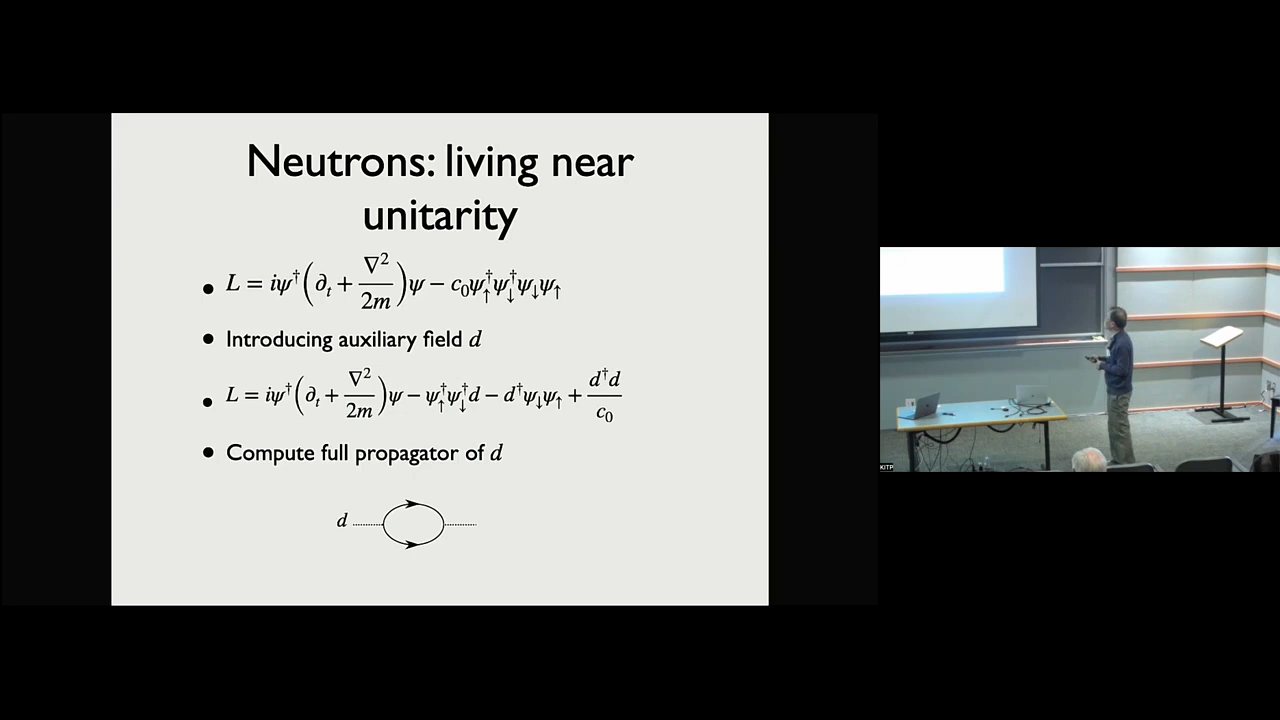 Neutrons: living near
unitarity
• L = iψ†(∂ₜ + ∇²/2m)ψ − c₀ψ↑†ψ↓†ψ↓ψ↑
• Introducing auxiliary field d
• L = iψ†(∂ₜ + ∇²/2m)ψ − ψ↑†ψ↓†d − d†ψ↓ψ↑ + d†d/c₀
• Compute full propagator of d
d
KITP